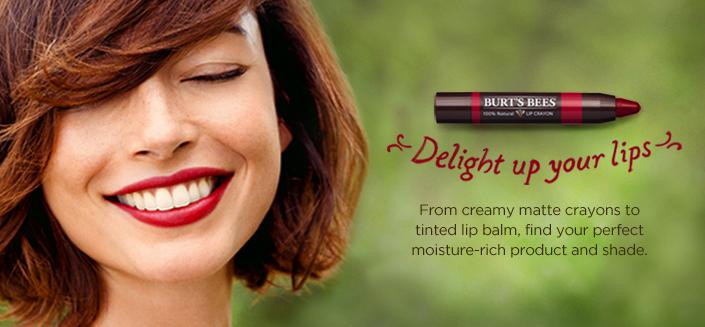 BURT'S BEES
100% Natural LIP CRAYON
Delight up your lips
From creamy matte crayons to
tinted lip balm, find your perfect
moisture-rich product and shade.